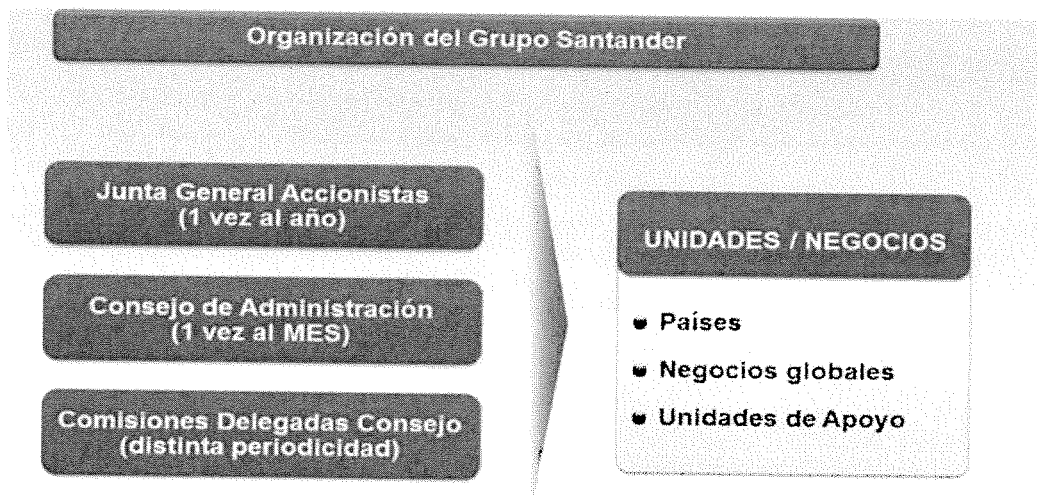 Organización del Grupo Santander
Junta General Accionistas
(1 vez al año)
Consejo de Administración
(1 vez al MES)
Comisiones Delegadas Consejo
(distinta periodicidad)
UNIDADES / NEGOCIOS
Países
Negocios globales
Unidades de Apoyo